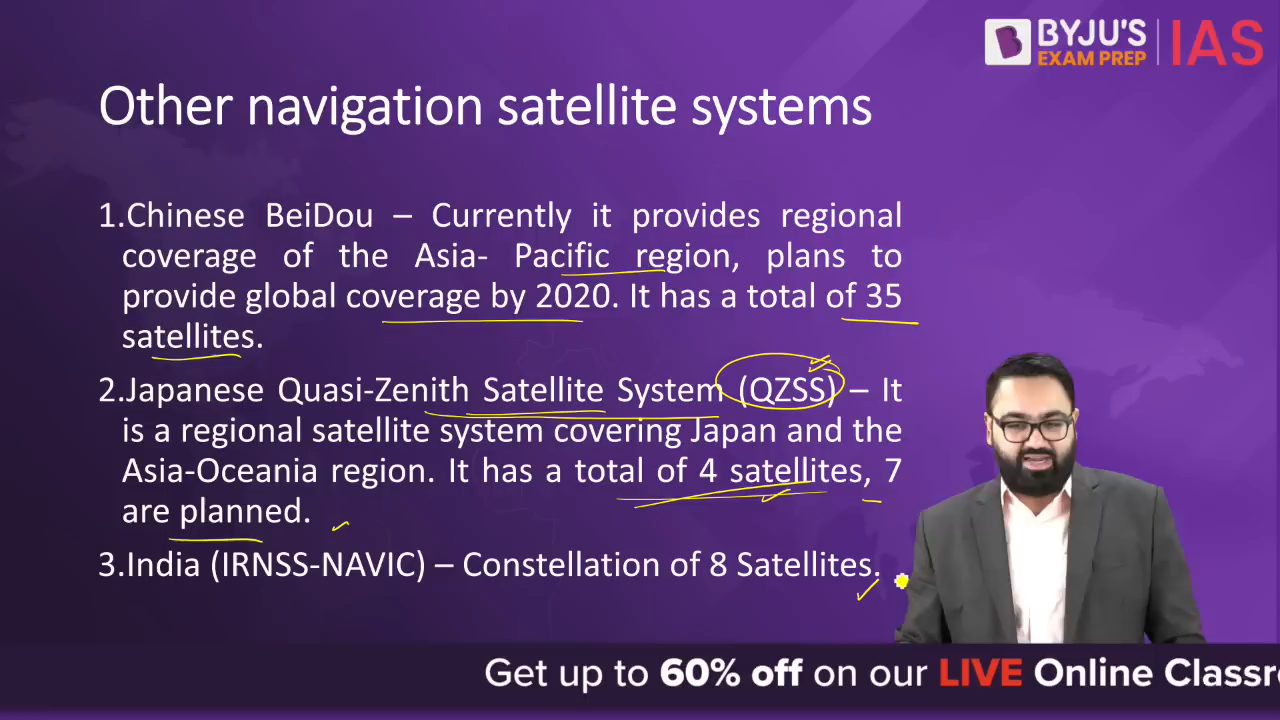 BYJU'S IAS
EXAM PREP
Other navigation satellite systems
1.Chinese BeiDou – Currently it provides regional
coverage of the Asia- Pacific region, plans to
provide global coverage by 2020. It has a total of 35
satellites.
2.Japanese Quasi-Zenith Satellite System (QZSS) – It
is a regional satellite system covering Japan and the
Asia-Oceania region. It has a total of 4 satellites, 7
are planned.
3.India (IRNSS-NAVIC) – Constellation of 8 Satellites.
Get up to 60% off on our LIVE Online Classr